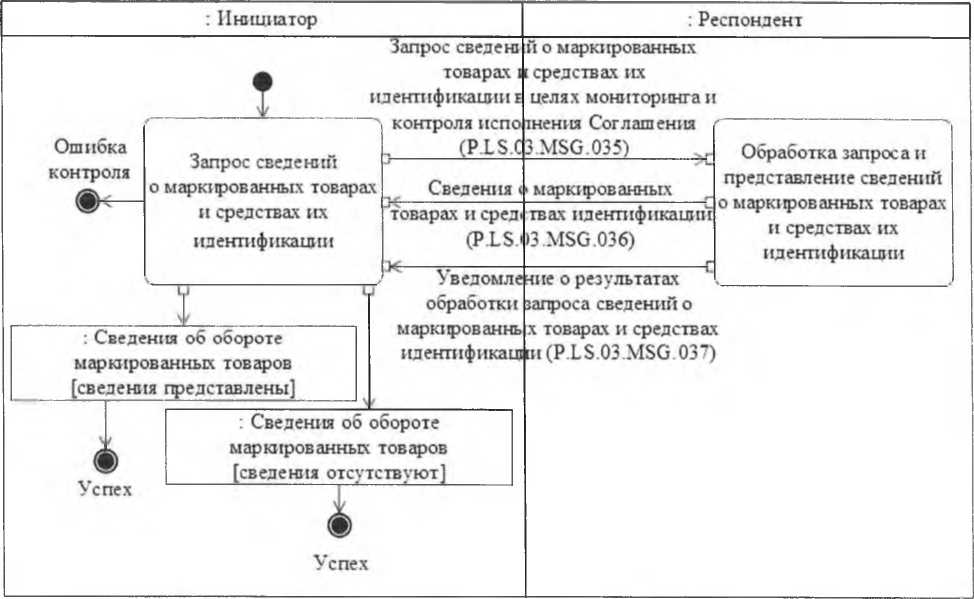 : Инициатор
: Респондент
Запрос сведений о маркированных
товарах и средствах их
идентификации в целях мониторинга и
контроля исполнения Соглашения
(P.LS.03.MSG.035)
Ошибка
контроля
Запрос сведений
о маркированных товарах
и средствах их
идентификации
Обработка запроса и
представление сведений
о маркированных товарах
и средствах их
идентификации
Сведения о маркированных
товарах и средствах идентификации
(P.LS.03.MSG.036)
Уведомление о результатах
обработки запроса сведений о
маркированных товарах и средствах
идентификации (P.LS.03.MSG.037)
: Сведения об обороте
маркированных товаров
[сведения представлены]
: Сведения об обороте
маркированных товаров
[сведения отсутствуют]
Успех
Успех